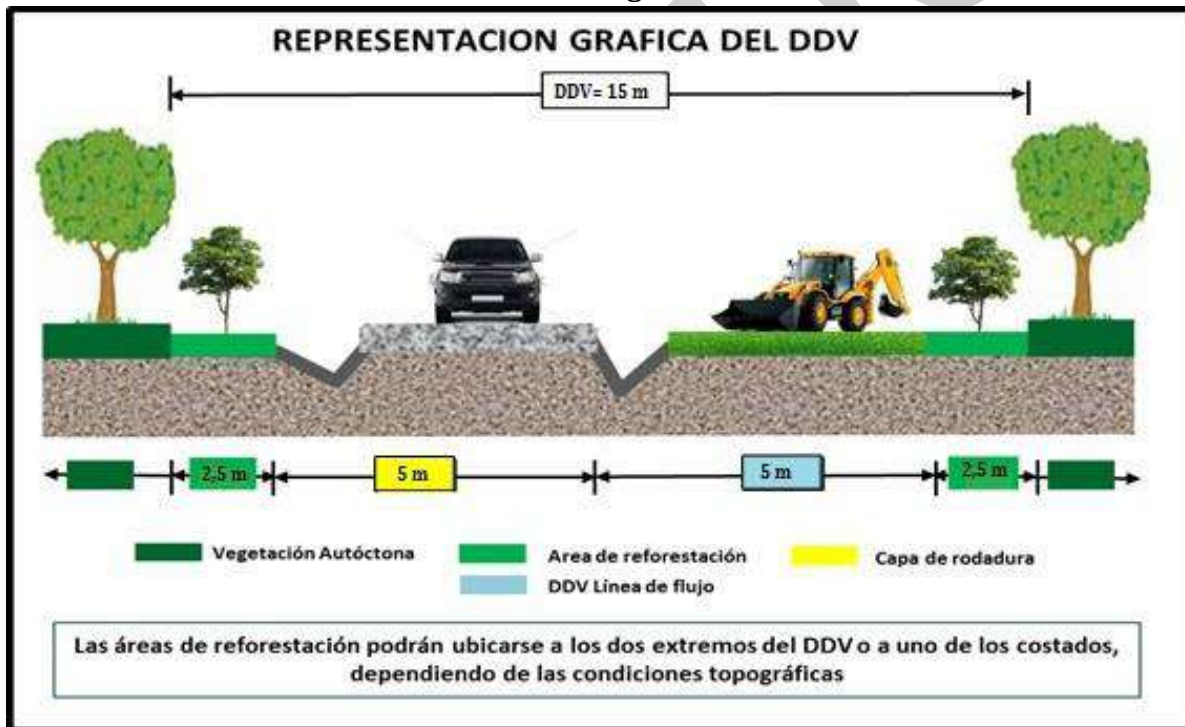 REPRESENTACION GRAFICA DEL DDV
DDV= 15 m
2,5 m
5 m
5 m
2,5 m
Vegetación Autóctona
Area de reforestación
Capa de rodadura
DDV Línea de flujo
Las áreas de reforestación podrán ubicarse a los dos extremos del DDV o a uno de los costados,
dependiendo de las condiciones topográficas